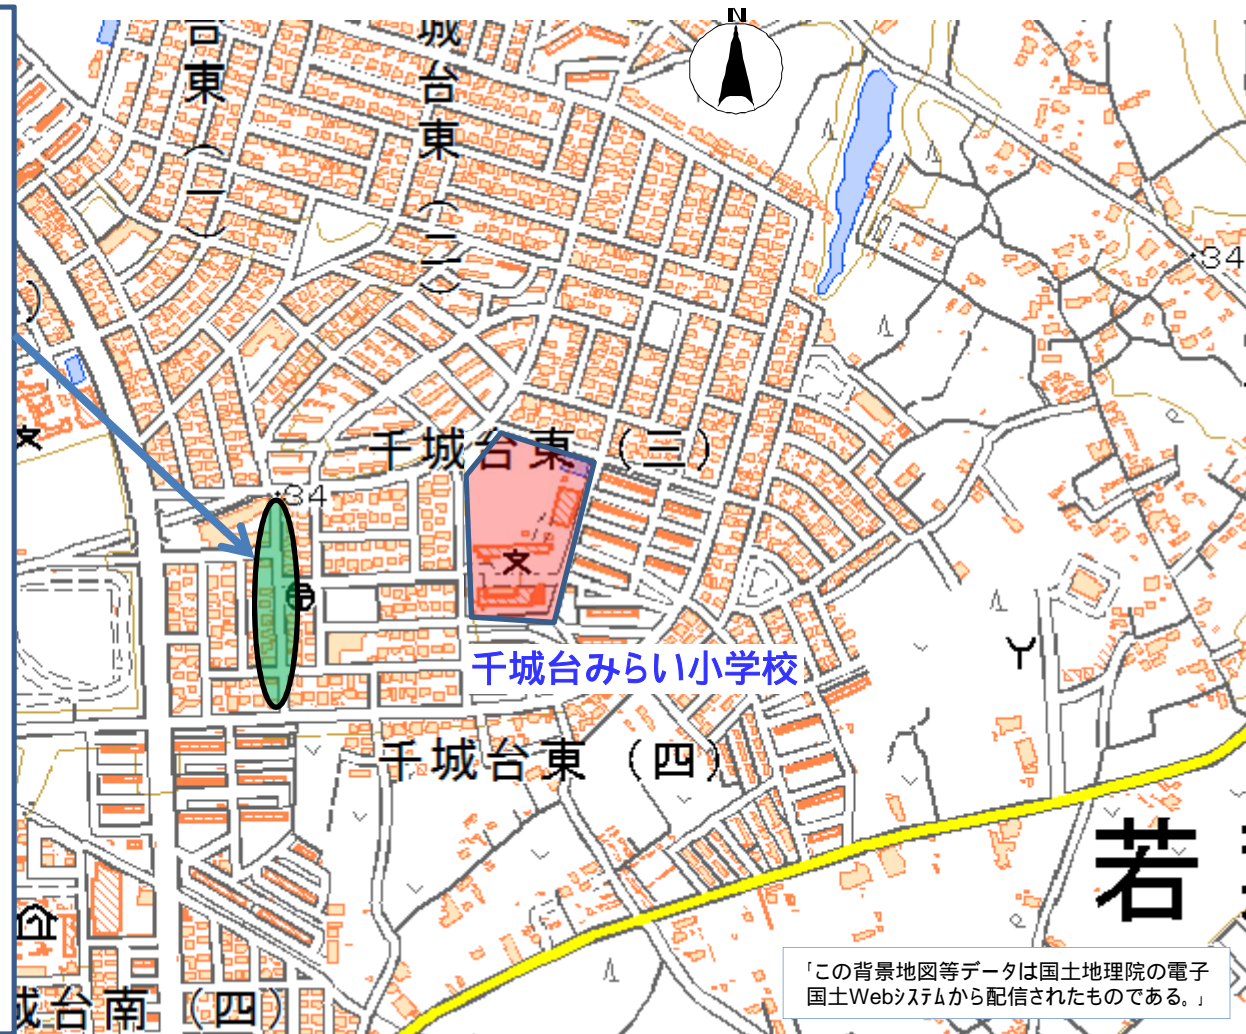 N
台東(一)
城台東(二)
34
)
千城台東(三)
34
千城台みらい小学校
千城台東(四)
若
城台南(四)
「この背景地図等データは国土地理院の電子
国土Webシステムから配信されたものである。」